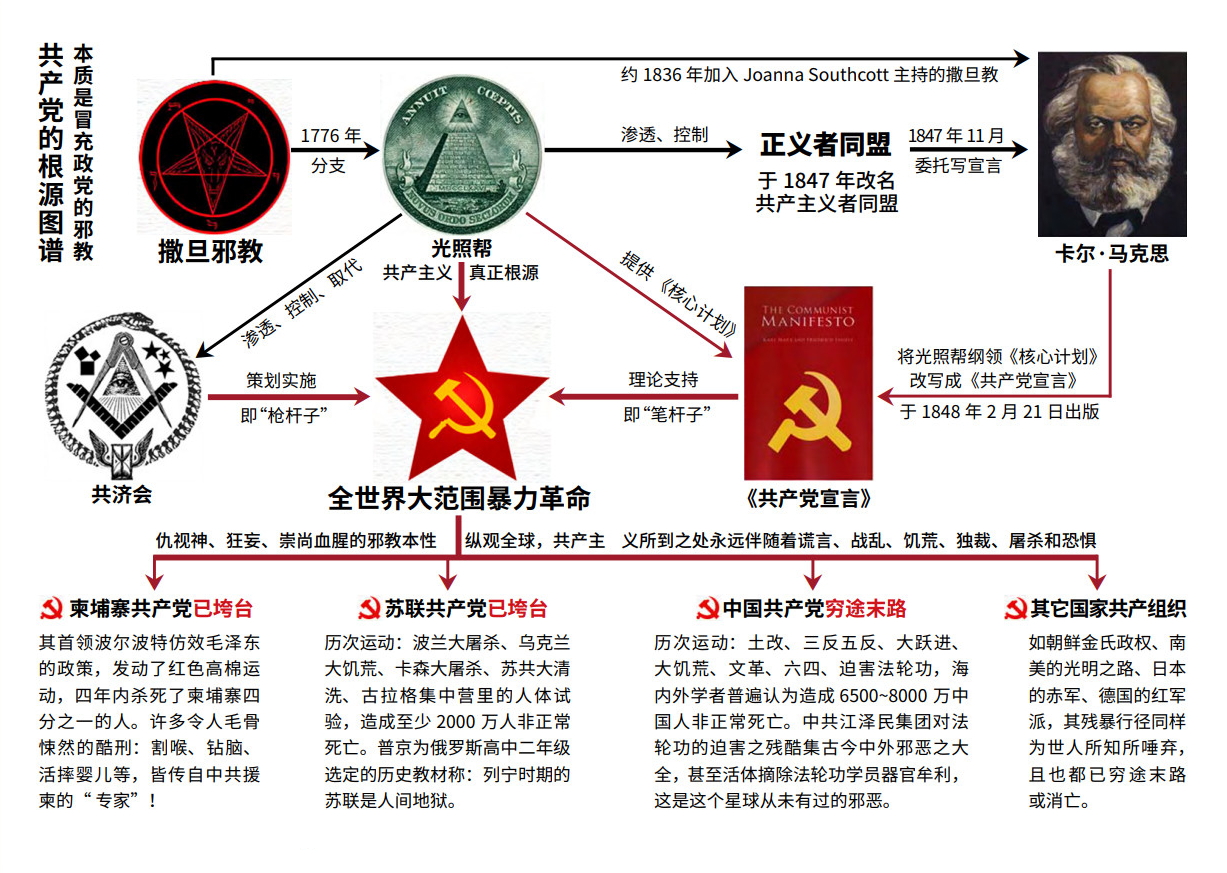 共产党的根源图谱
本质是冒充政党的邪教
约 1836 年加入 Joanna Southcott 主持的撒旦教
1776 年
分支
ANNUIT CŒPTIS
NOVUS ORDO SECLORUM
渗透、控制
正义者同盟
于 1847 年改名
共产主义者同盟
1847 年 11 月
委托写宣言
撒旦邪教
光照帮
卡尔·马克思
共产主义 真正根源
渗透、控制、取代
提供《核心计划》
THE COMMUNIST
MANIFESTO
KARL MARX AND FRIEDRICH ENGELS
将光照帮纲领《核心计划》
改写成《共产党宣言》
于 1848 年 2 月 21 日出版
策划实施
即“枪杆子”
理论支持
即“笔杆子”
共济会
全世界大范围暴力革命
《共产党宣言》
仇视神、狂妄、崇尚血腥的邪教本性 纵观全球，共产主 义所到之处永远伴随着谎言、战乱、饥荒、独裁、屠杀和恐惧
柬埔寨共产党已垮台
其首领波尔波特仿效毛泽东
的政策，发动了红色高棉运
动，四年内杀死了柬埔寨四
分之一的人。许多令人毛骨
悚然的酷刑：割喉、钻脑、
活摔婴儿等，皆传自中共援
柬的“ 专家”！
苏联共产党已垮台
历次运动：波兰大屠杀、乌克兰
大饥荒、卡森大屠杀、苏共大清
洗、古拉格集中营里的人体试
验，造成至少 2000 万人非正常
死亡。普京为俄罗斯高中二年级
选定的历史教材称：列宁时期的
苏联是人间地狱。
中国共产党穷途末路
历次运动：土改、三反五反、大跃进、
大饥荒、文革、六四、迫害法轮功，海
内外学者普遍认为造成 6500~8000 万中
国人非正常死亡。中共江泽民集团对法
轮功的迫害之残酷集古今中外邪恶之大
全，甚至活体摘除法轮功学员器官牟利，
这是这个星球从未有过的邪恶。
其它国家共产组织
如朝鲜金氏政权、南
美的光明之路、日本
的赤军、德国的红军
派，其残暴行径同样
为世人所知所唾弃，
且也都已穷途末路
或消亡。